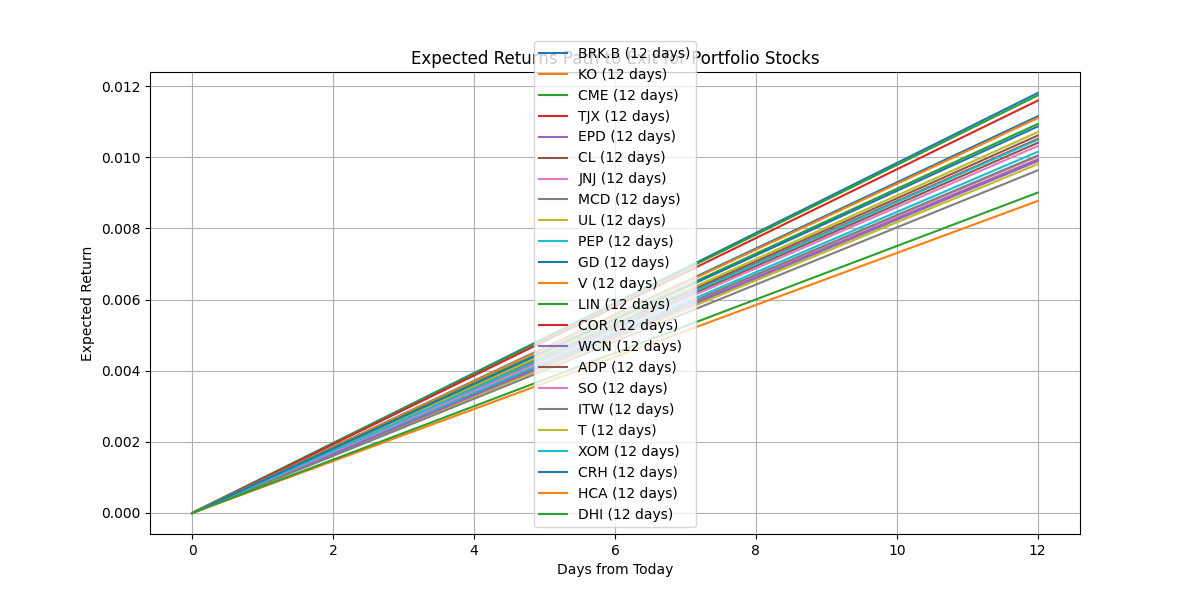 Expected Returns Path to Exit for Portfolio Stocks
BRK.B (12 days)
KO (12 days)
CME (12 days)
TJX (12 days)
EPD (12 days)
CL (12 days)
JNJ (12 days)
MCD (12 days)
UL (12 days)
PEP (12 days)
GD (12 days)
V (12 days)
LIN (12 days)
COR (12 days)
WCN (12 days)
ADP (12 days)
SO (12 days)
ITW (12 days)
T (12 days)
XOM (12 days)
CRH (12 days)
HCA (12 days)
DHI (12 days)
Expected Return
0.012
0.010
0.008
0.006
0.004
0.002
0.000
0 2 4 6 8 10 12
Days from Today